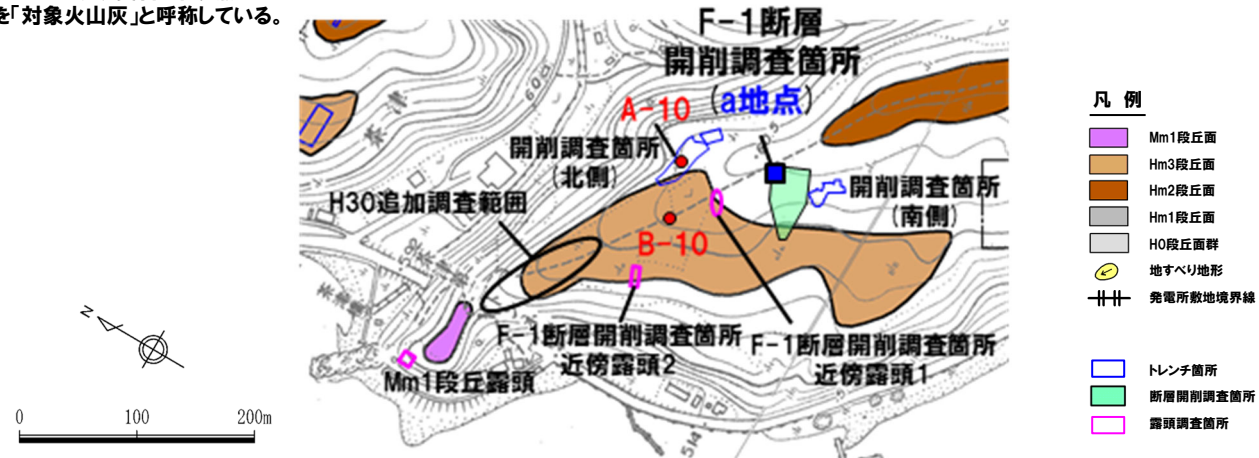 を「対象火山灰」と呼称している。
F-1断層
開削調査箇所
(a地点)
A-10
開削調査箇所
(北側)
H30追加調査範囲
開削調査箇所
(南側)
B-10
F-1断層開削調査箇所
近傍露頭2
F-1断層開削調査箇所
近傍露頭1
Mm1段丘露頭
60
514
N
0 100 200m
凡 例
Mm1段丘面
Hm3段丘面
Hm2段丘面
Hm1段丘面
H0段丘面群
地すべり地形
発電所敷地境界線
トレンチ箇所
断層開削調査箇所
露頭調査箇所